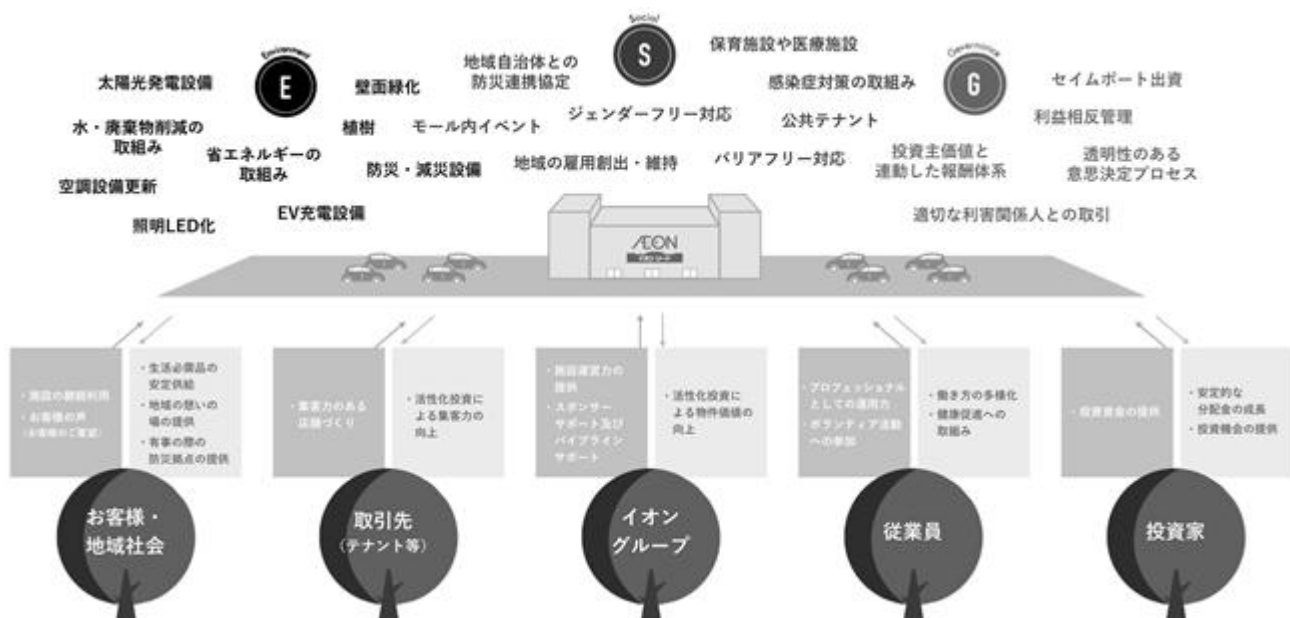 Environment
E
太陽光発電設備
壁面緑化
水・廃棄物削減の
取組み
植樹
省エネルギーの
取組み
防災・減災設備
空調設備更新
EV充電設備
照明LED化
Social
S
地域自治体との
防災連携協定
保育施設や医療施設
感染症対策の取組み
ジェンダーフリー対応
モール内イベント
公共テナント
地域の雇用創出・維持
バリアフリー対応
Governance
G
セイムボート出資
利益相反管理
投資主価値と
連動した報酬体系
透明性のある
意思決定プロセス
適切な利害関係人との取引
ÆON
・施設の継続利用
・お客様の声
(お客様のご要望)
・生活必需品の
安定供給
・地域の憩いの
場の提供
・有事の際の
防災拠点の提供
お客様・
地域社会
・集客力のある
店舗づくり
・活性化投資に
よる集客力の
向上
取引先
(テナント等)
・施設運営力の
提供
・スポンサー
サポート及び
パイプライン
サポート
・活性化投資に
よる物件価値の
向上
イオン
グループ
・プロフェッショナル
としての運用力
・ボランティア活動
への参加
・働き方の多様化
・健康促進への
取組み
従業員
・投資資金の提供
・安定的な
分配金の成長
・投資機会の提供
投資家